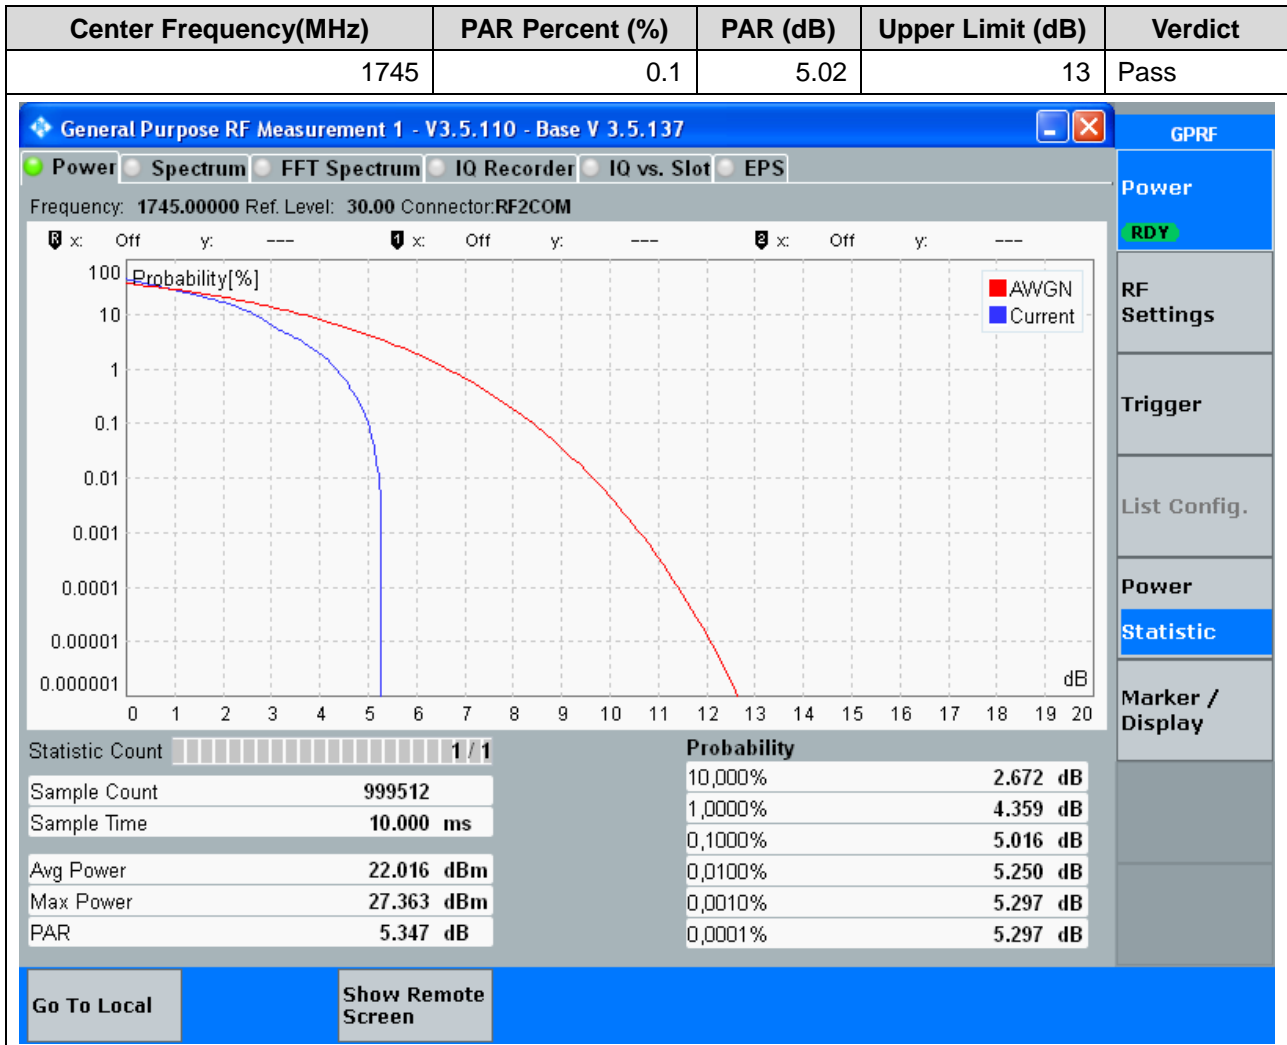 Center Frequency(MHz) PAR Percent (%) PAR (dB) Upper Limit (dB) Verdict
1745 0.1 5.02 13 Pass
General Purpose RF Measurement 1 - V3.5.110 - Base V 3.5.137
GPRF
Power Spectrum FFT Spectrum IQ Recorder IQ vs. Slot EPS
Frequency: 1745.00000 Ref. Level: 30.00 Connector:RF2COM
R x: Off y: --- 1 x: Off y: --- 2 x: Off y: ---
Probability[%]
AWGN
Current
100
10
1
0.1
0.01
0.001
0.0001
0.00001
0.000001
dB
0 1 2 3 4 5 6 7 8 9 10 11 12 13 14 15 16 17 18 19 20
Statistic Count 1 / 1
Sample Count 999512
Sample Time 10.000 ms
Avg Power 22.016 dBm
Max Power 27.363 dBm
PAR 5.347 dB
Probability
10,000% 2.672 dB
1,0000% 4.359 dB
0,1000% 5.016 dB
0,0100% 5.250 dB
0,0010% 5.297 dB
0,0001% 5.297 dB
Power
RDY
RF
Settings
Trigger
List Config.
Power
Statistic
Marker /
Display
Go To Local
Show Remote
Screen